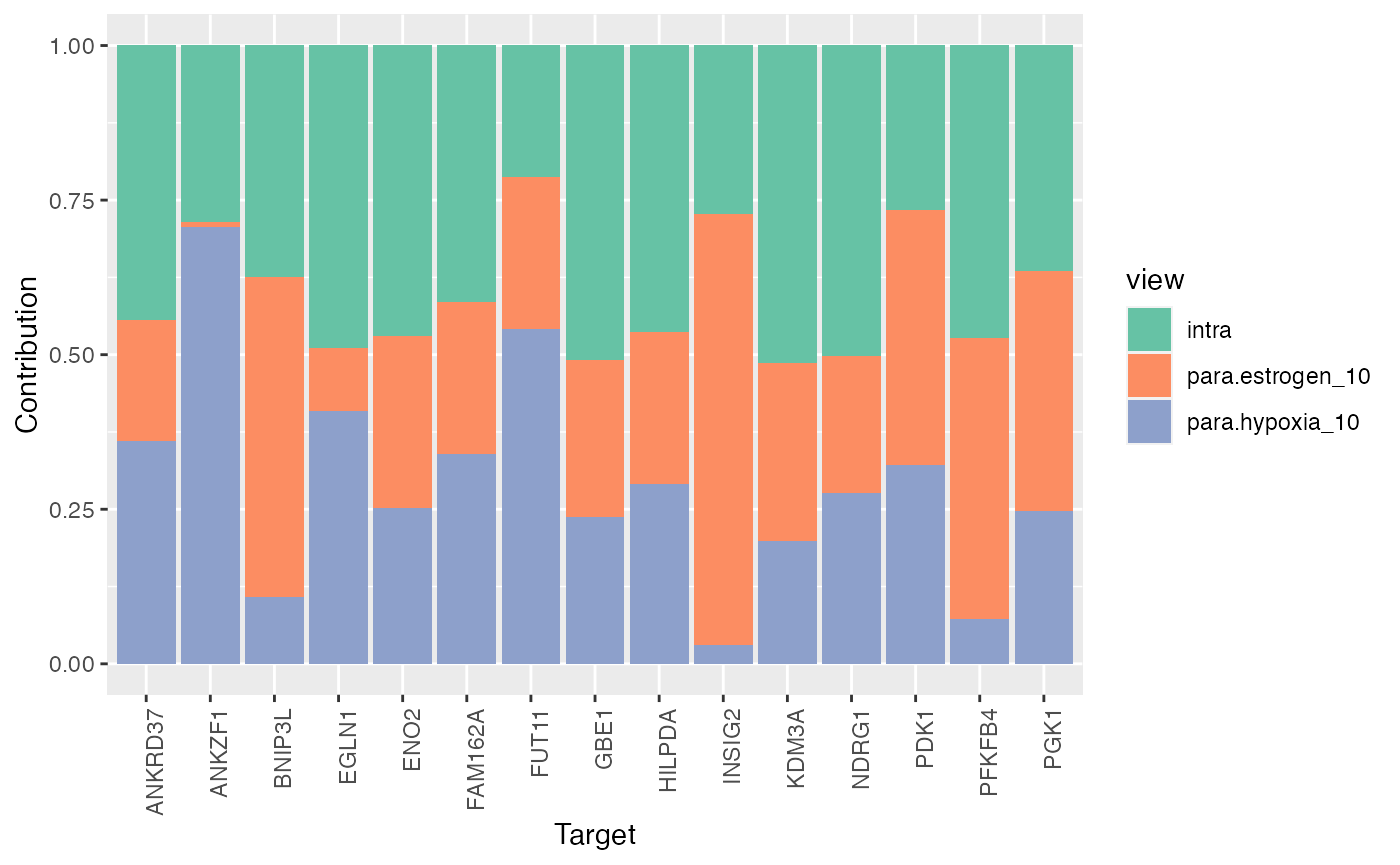 Contribution
1.00
0.75
0.50
0.25
0.00
ANKRD37
ANKZF1
BNIP3L
EGLN1
ENO2
FAM162A
FUT11
GBE1
HILPDA
INSIG2
KDM3A
NDRG1
PDK1
PFKFB4
PGK1
Target
view
intra
para.estrogen_10
para.hypoxia_10